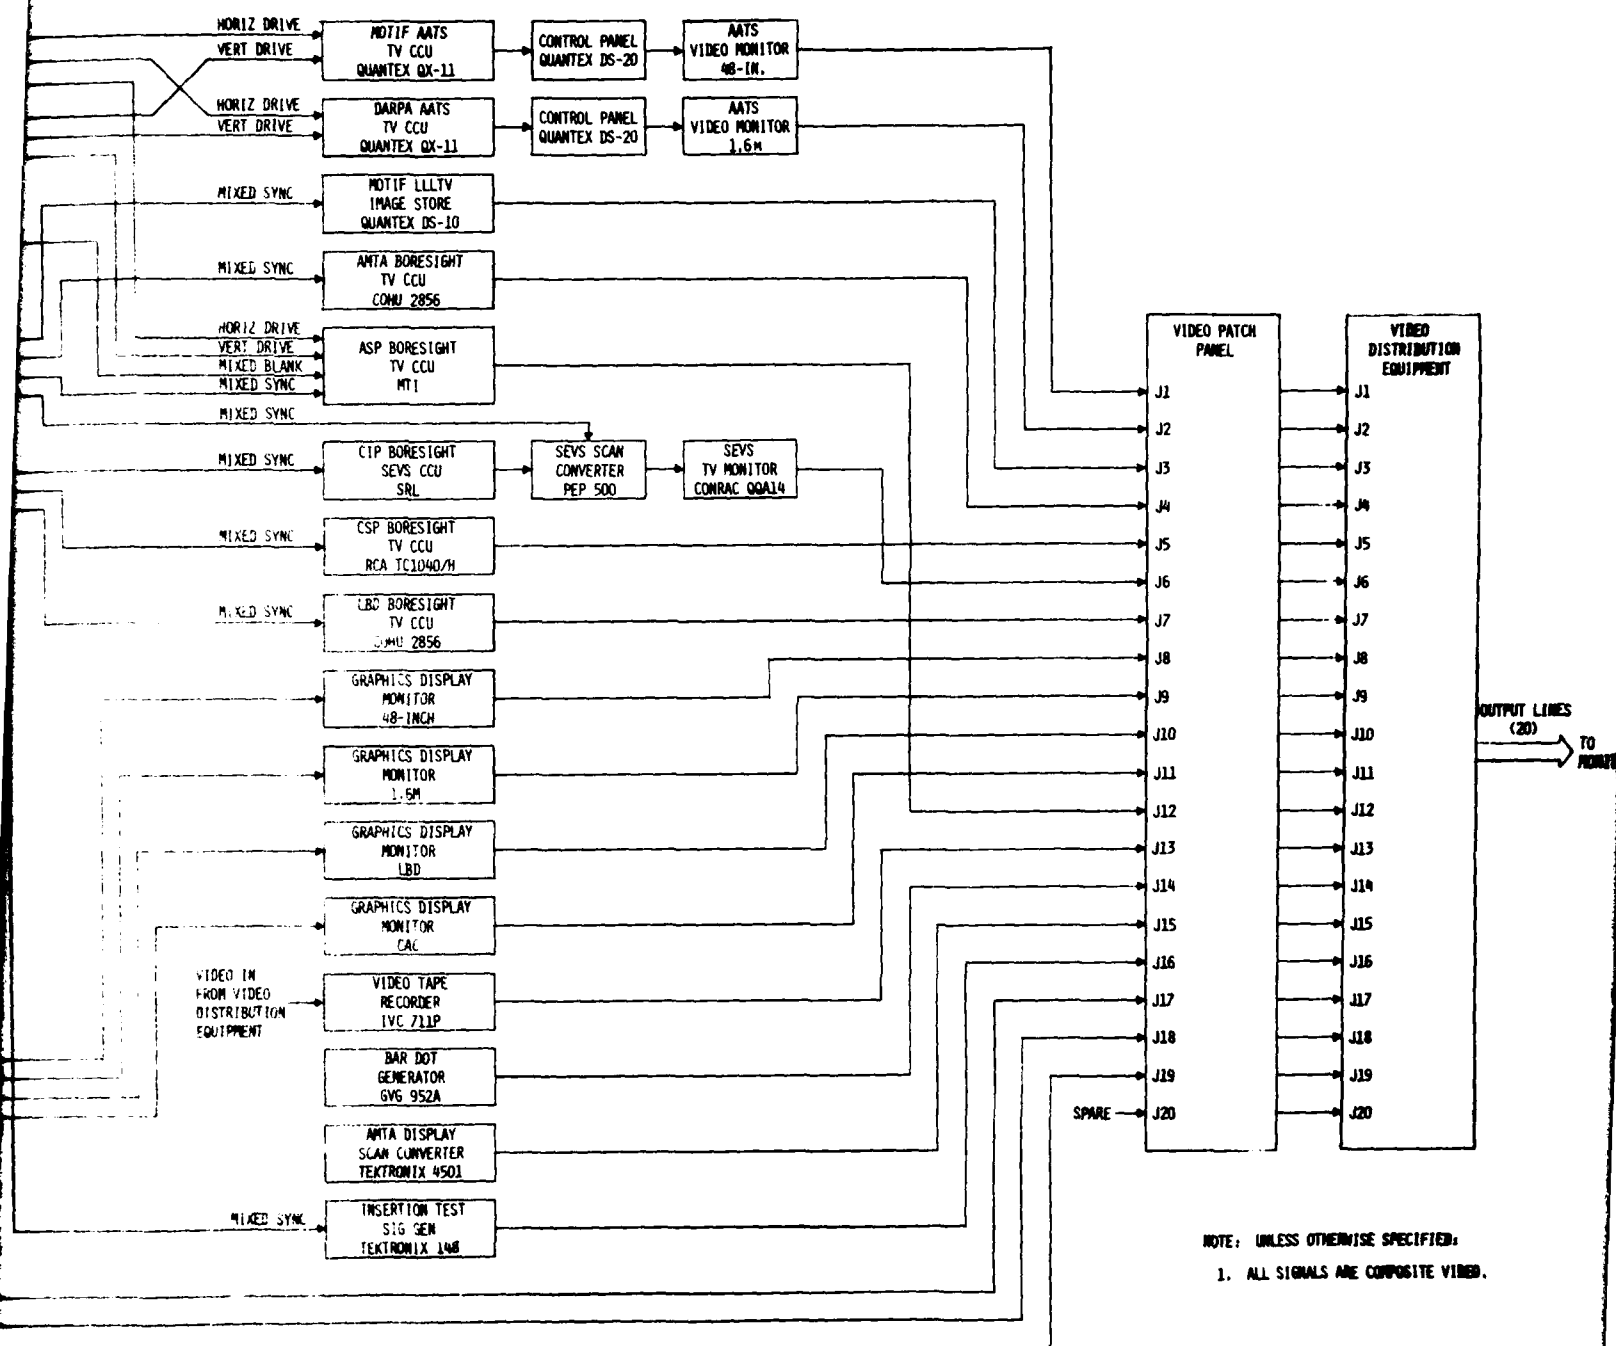 HORIZ DRIVE
VERT DRIVE
MOTIF AATS
TV CCU
QUANTEX QX-11
CONTROL PANEL
QUANTEX DS-20
AATS
VIDEO MONITOR
48-IN.
HORIZ DRIVE
VERT DRIVE
DARPA AATS
TV CCU
QUANTEX QX-11
CONTROL PANEL
QUANTEX DS-20
AATS
VIDEO MONITOR
1.6M
MIXED SYNC
MOTIF LLLTV
IMAGE STORE
QUANTEX DS-10
MIXED SYNC
AMTA BORESIGHT
TV CCU
COHU 2856
HORIZ DRIVE
VERT DRIVE
MIXED BLANK
MIXED SYNC
ASP BORESIGHT
TV CCU
MTI
MIXED SYNC
MIXED SYNC
CIP BORESIGHT
SEVS CCU
SRL
SEVS SCAN
CONVERTER
PEP 500
SEVS
TV MONITOR
CONRAC QQA14
MIXED SYNC
CSP BORESIGHT
TV CCU
RCA TC1040/H
MIXED SYNC
LBD BORESIGHT
TV CCU
COHU 2856
GRAPHICS DISPLAY
MONITOR
48-INCH
GRAPHICS DISPLAY
MONITOR
1.6M
GRAPHICS DISPLAY
MONITOR
LBD
GRAPHICS DISPLAY
MONITOR
CAC
VIDEO IN
FROM VIDEO
DISTRIBUTION
EQUIPMENT
VIDEO TAPE
RECORDER
IVC 711P
BAR DOT
GENERATOR
GVG 952A
AMTA DISPLAY
SCAN CONVERTER
TEKTRONIX 4501
MIXED SYNC
INSERTION TEST
SIG GEN
TEKTRONIX 148
VIDEO PATCH
PANEL
J1
J2
J3
J4
J5
J6
J7
J8
J9
J10
J11
J12
J13
J14
J15
J16
J17
J18
J19
SPARE
J20
VIDEO
DISTRIBUTION
EQUIPMENT
J1
J2
J3
J4
J5
J6
J7
J8
J9
J10
J11
J12
J13
J14
J15
J16
J17
J18
J19
J20
OUTPUT LINES
(20)
TO
NOTE: UNLESS OTHERWISE SPECIFIED:
1. ALL SIGNALS ARE COMPOSITE VIDEO.